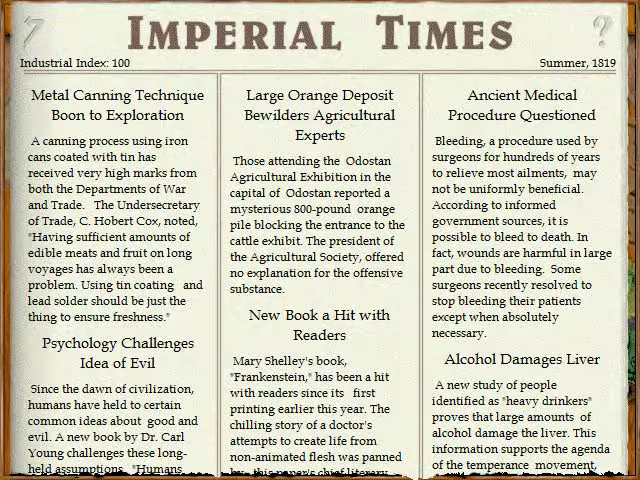 IMPERIAL TIMES
Industrial Index: 100
Summer, 1819
Metal Canning Technique
Boon to Exploration
A canning process using iron
cans coated with tin has
received very high marks from
both the Departments of War
and Trade. The Undersecretary
of Trade, C. Hobert Cox, noted,
"Having sufficient amounts of
edible meats and fruit on long
voyages has always been a
problem. Using tin coating and
lead solder should be just the
thing to ensure freshness."
Psychology Challenges
Idea of Evil
Since the dawn of civilization,
humans have held to certain
common ideas about good and
evil. A new book by Dr. Carl
Young challenges these long-
held assumptions. "Humans
Large Orange Deposit
Bewilders Agricultural
Experts
Those attending the Odostan
Agricultural Exhibition in the
capital of Odostan reported a
mysterious 800-pound orange
pile blocking the entrance to the
cattle exhibit. The president of
the Agricultural Society, offered
no explanation for the offensive
substance.
New Book a Hit with
Readers
Mary Shelley's book,
"Frankenstein," has been a hit
with readers since its first
printing earlier this year. The
chilling story of a doctor's
attempts to create life from
non-animated flesh was panned
by this paper's chief literary
Ancient Medical
Procedure Questioned
Bleeding, a procedure used by
surgeons for hundreds of years
to relieve most ailments, may
not be uniformly beneficial.
According to informed
government sources, it is
possible to bleed to death. In
fact, wounds are harmful in large
part due to bleeding. Some
surgeons recently resolved to
stop bleeding their patients
except when absolutely
necessary.
Alcohol Damages Liver
A new study of people
identified as "heavy drinkers"
proves that large amounts of
alcohol damage the liver. This
information supports the agenda
of the temperance movement,